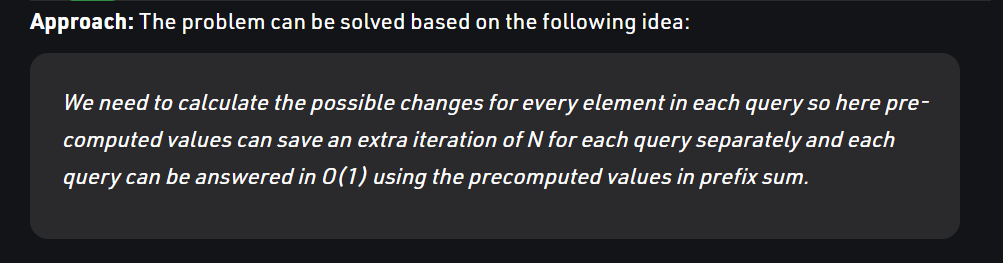 Approach: The problem can be solved based on the following idea:
We need to calculate the possible changes for every element in each query so here pre-
computed values can save an extra iteration of N for each query separately and each
query can be answered in O(1) using the precomputed values in prefix sum.